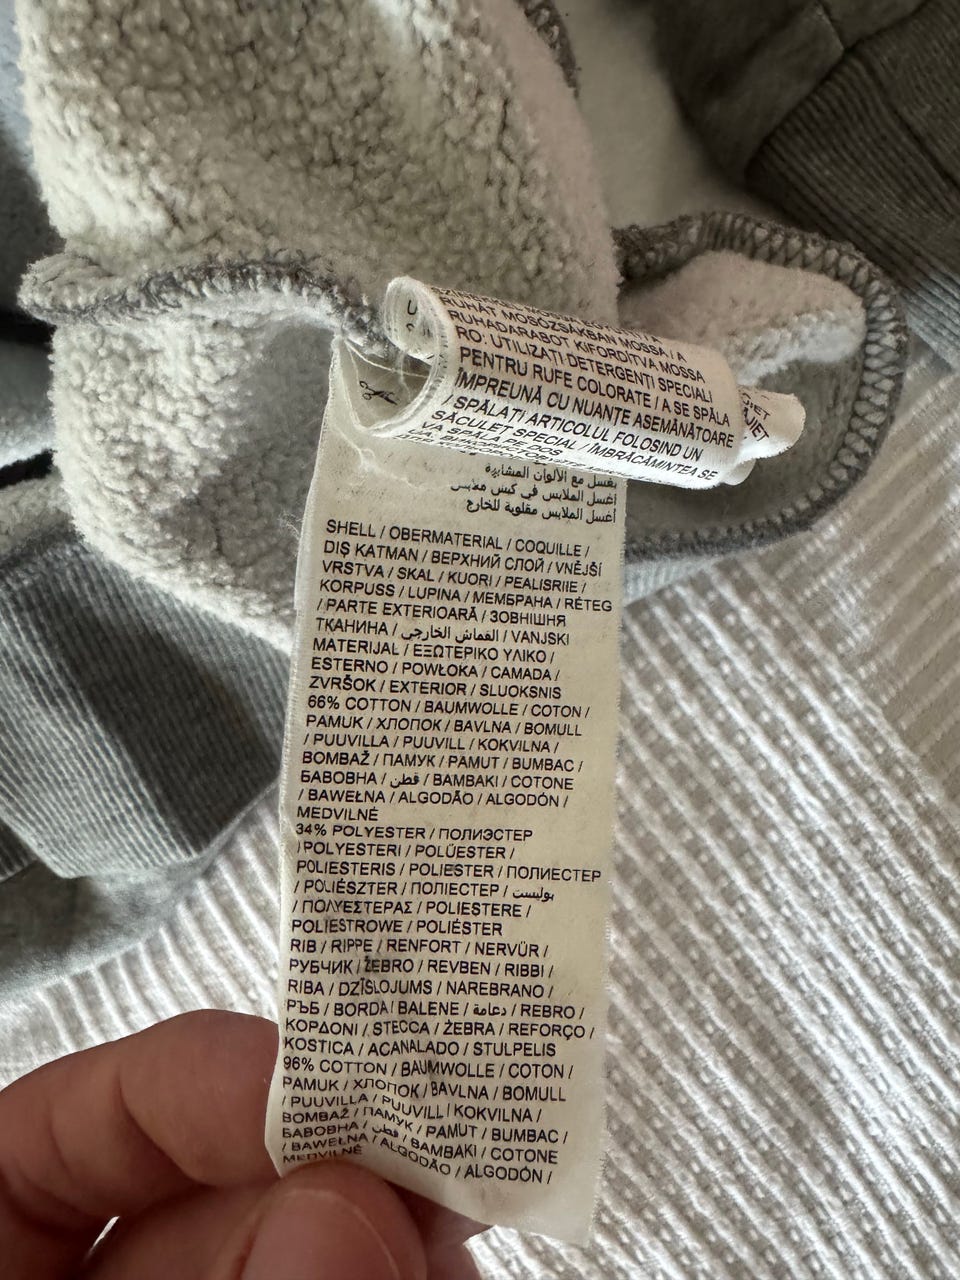 RUHÁT MOSÓZSÁKBAN MOSSA / A
RUHADARABOT KIFORDÍTVA MOSSA
RO: UTILIZAȚI DETERGENȚI SPECIALI
PENTRU RUFE COLORATE / A SE SPĂLA
ÎMPREUNĂ CU NUANȚE ASEMĂNĂTOARE
/ SPĂLAȚI ARTICOLUL FOLOSIND UN
SĂCULEȚ SPECIAL / ÎMBRĂCĂMINTEA SE
VA SPĂLA PE DOS
يغسل مع الألوان المشابهة
أغسل الملابس في كيس ملابس
أغسل الملابس مقلوبة للخارج
SHELL / OBERMATERIAL / COQUILLE /
DIŞ KATMAN / ВЕРХНИЙ СЛОЙ / VNĚJŠÍ
VRSTVA / SKAL / KUORI / PEALISRIIE /
KORPUSS / LUPINA / МЕМБРАНА / RÉTEG
/ PARTE EXTERIOARĂ / ЗОВНІШНЯ
ТКАНИНА / القماش الخارجي / VANJSKI
MATERIJAL / ΕΞΩΤΕΡΙΚΟ ΥΛΙΚΟ /
ESTERNO / POWŁOKA / CAMADA /
ZVRŠOK / EXTERIOR / SLUOKSNIS
66% COTTON / BAUMWOLLE / COTON /
PAMUK / ХЛОПОК / BAVLNA / BOMULL
/ PUUVILLA / PUUVILL / KOKVILNA /
BOMBAŽ / ПАМУК / PAMUT / BUMBAC /
БАВОВНА / قطن / BAMBAKI / COTONE
/ BAWEŁNA / ALGODÃO / ALGODÓN /
MEDVILNĖ
34% POLYESTER / ПОЛИЭСТЕР
/ POLYESTERI / POLÜESTER /
POLIESTERIS / POLIESTER / ПОЛИЕСТЕР
/ POLIÉSZTER / ПОЛІЕСТЕР / بوليستر
/ ΠΟΛΥΕΣΤΕΡΑΣ / POLIESTERE /
POLIESTROWE / POLIÉSTER
RIB / RIPPE / RENFORT / NERVÜR /
РУБЧИК / ŽEBRO / REVBEN / RIBBI /
RIBA / DZĪSLOJUMS / NAREBRANO /
РЪБ / BORDA / BALENE / دعامة / REBRO /
ΚΟΡΔΟΝΙ / STECCA / ŻEBRA / REFORÇO /
KOSTICA / ACANALADO / STULPELIS
96% COTTON / BAUMWOLLE / COTON /
PAMUK / ХЛОПОК / BAVLNA / BOMULL
/ PUUVILLA / PUUVILL / KOKVILNA /
BOMBAŽ / ПАМУК / PAMUT / BUMBAC /
БАВОВНА / قطن / BAMBAKI / COTONE
/ BAWEŁNA / ALGODÃO / ALGODÓN /
MEDVILNĖ